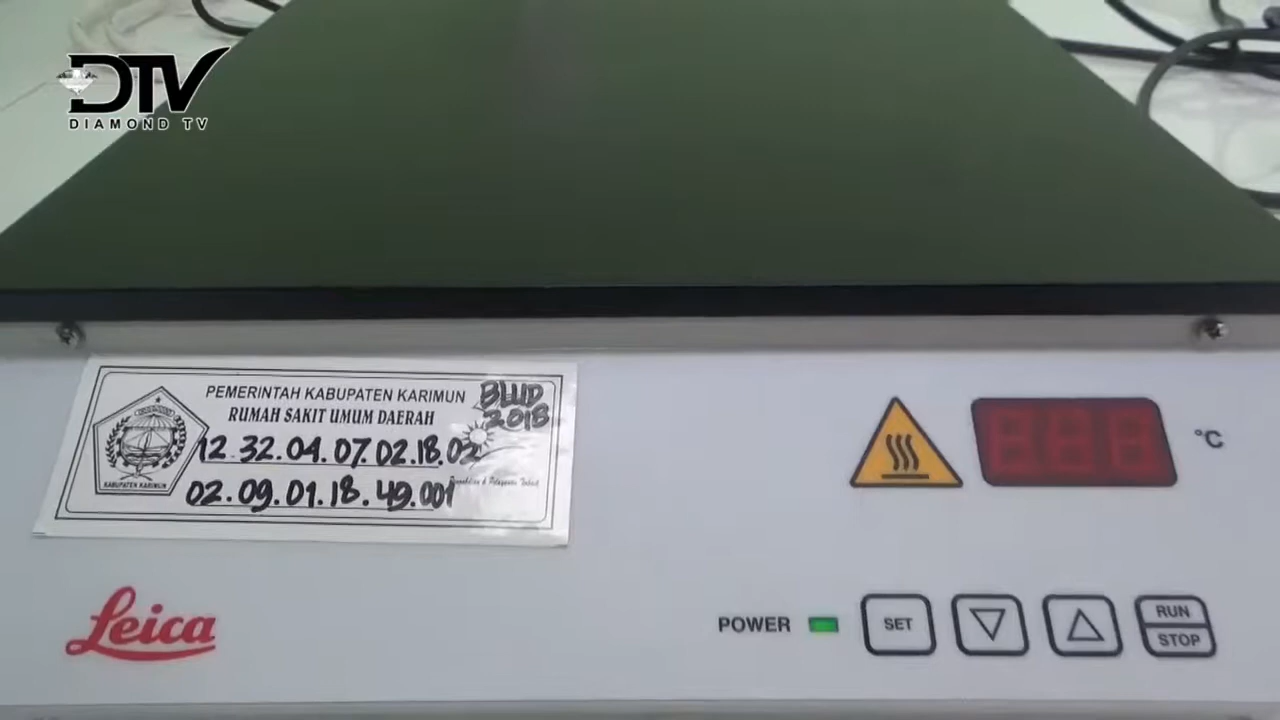 DTV
DIAMOND TV
PEMERINTAH KABUPATEN KARIMUN
RUMAH SAKIT UMUM DAERAH
BLUD
2018
12.32.04.07.02.18.02
02.09.01.18.49.001
KABUPATEN KARIMUN
Leica
°C
POWER
SET
RUN
STOP